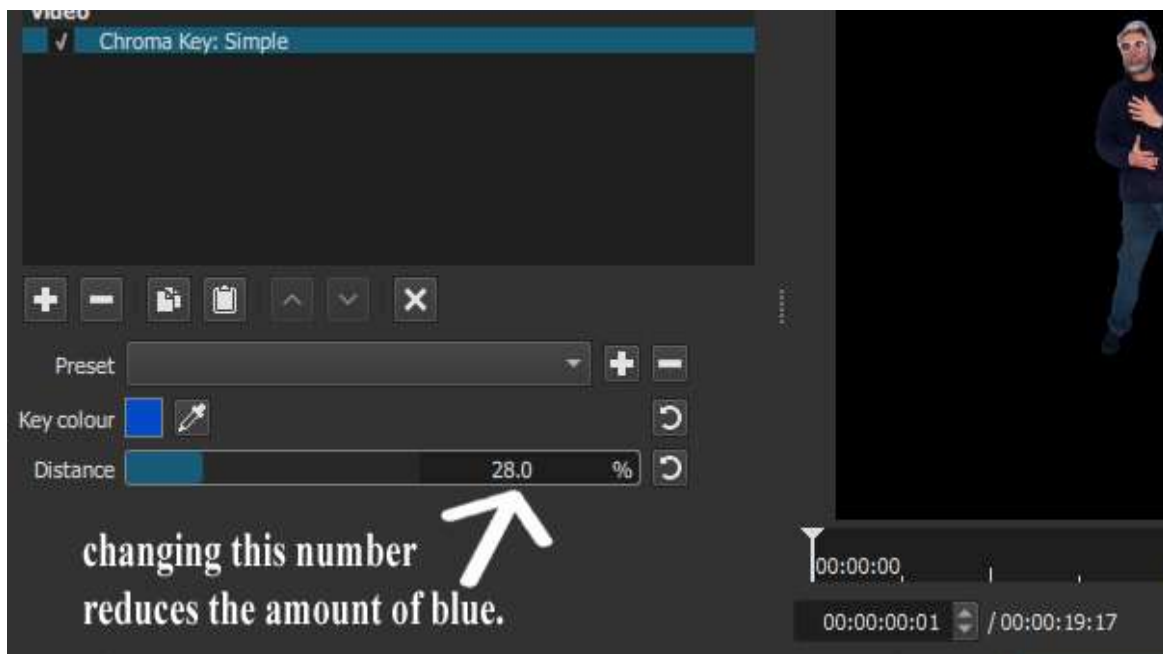 Video
Chroma Key: Simple
Preset
Key colour
Distance 28.0 %
changing this number
reduces the amount of blue.
00:00:00
00:00:00:01 / 00:00:19:17